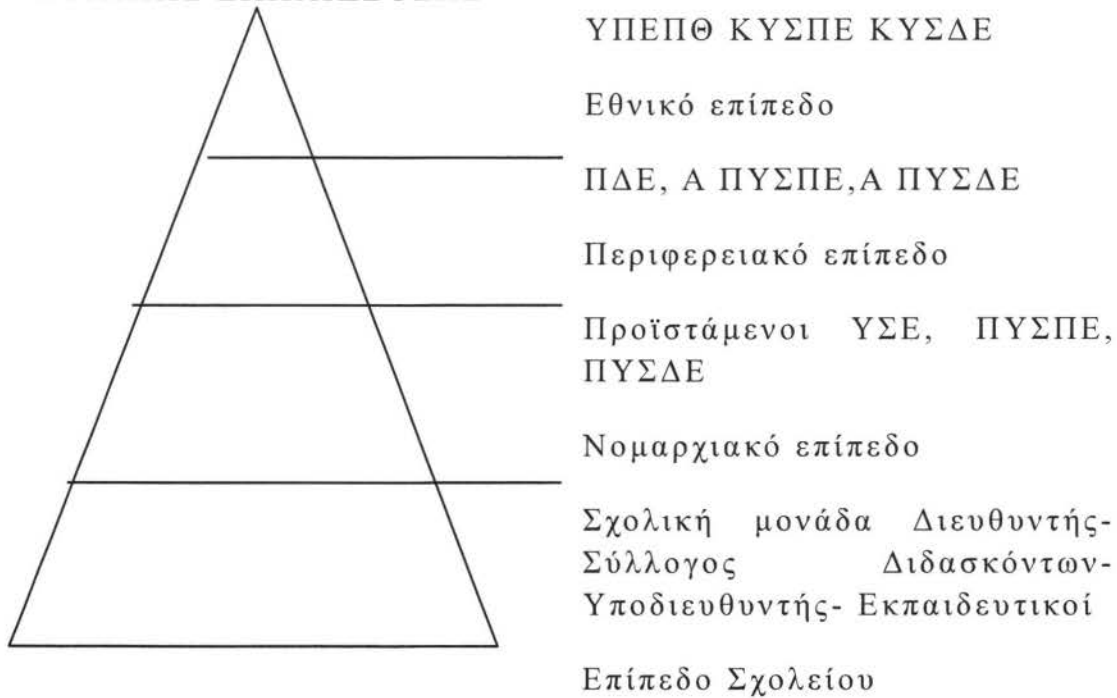 ΥΠΕΠΘ ΚΥΣΠΕ ΚΥΣΔΕ
Εθνικό επίπεδο
ΠΔΕ, Α ΠΥΣΠΕ,Α ΠΥΣΔΕ
Περιφερειακό επίπεδο
Προϊστάμενοι ΥΣΕ, ΠΥΣΠΕ,
ΠΥΣΔΕ
Νομαρχιακό επίπεδο
Σχολική μονάδα Διευθυντής-
Σύλλογος Διδασκόντων-
Υποδιευθυντής- Εκπαιδευτικοί
Επίπεδο Σχολείου